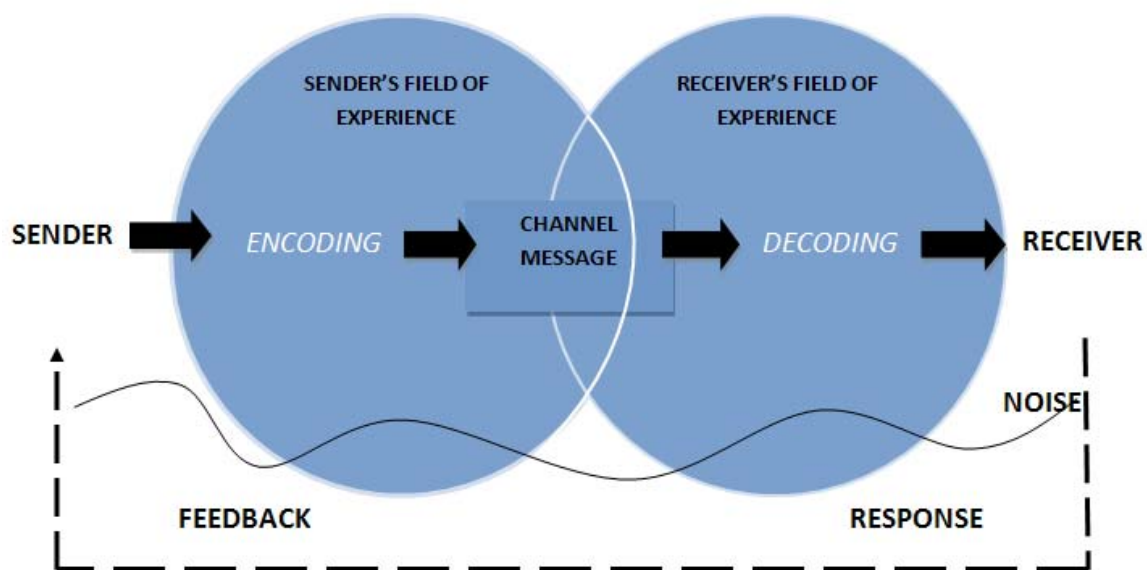 SENDER'S FIELD OF
EXPERIENCE
RECEIVER'S FIELD OF
EXPERIENCE
SENDER
ENCODING
CHANNEL
MESSAGE
DECODING
RECEIVER
NOISE
FEEDBACK
RESPONSE